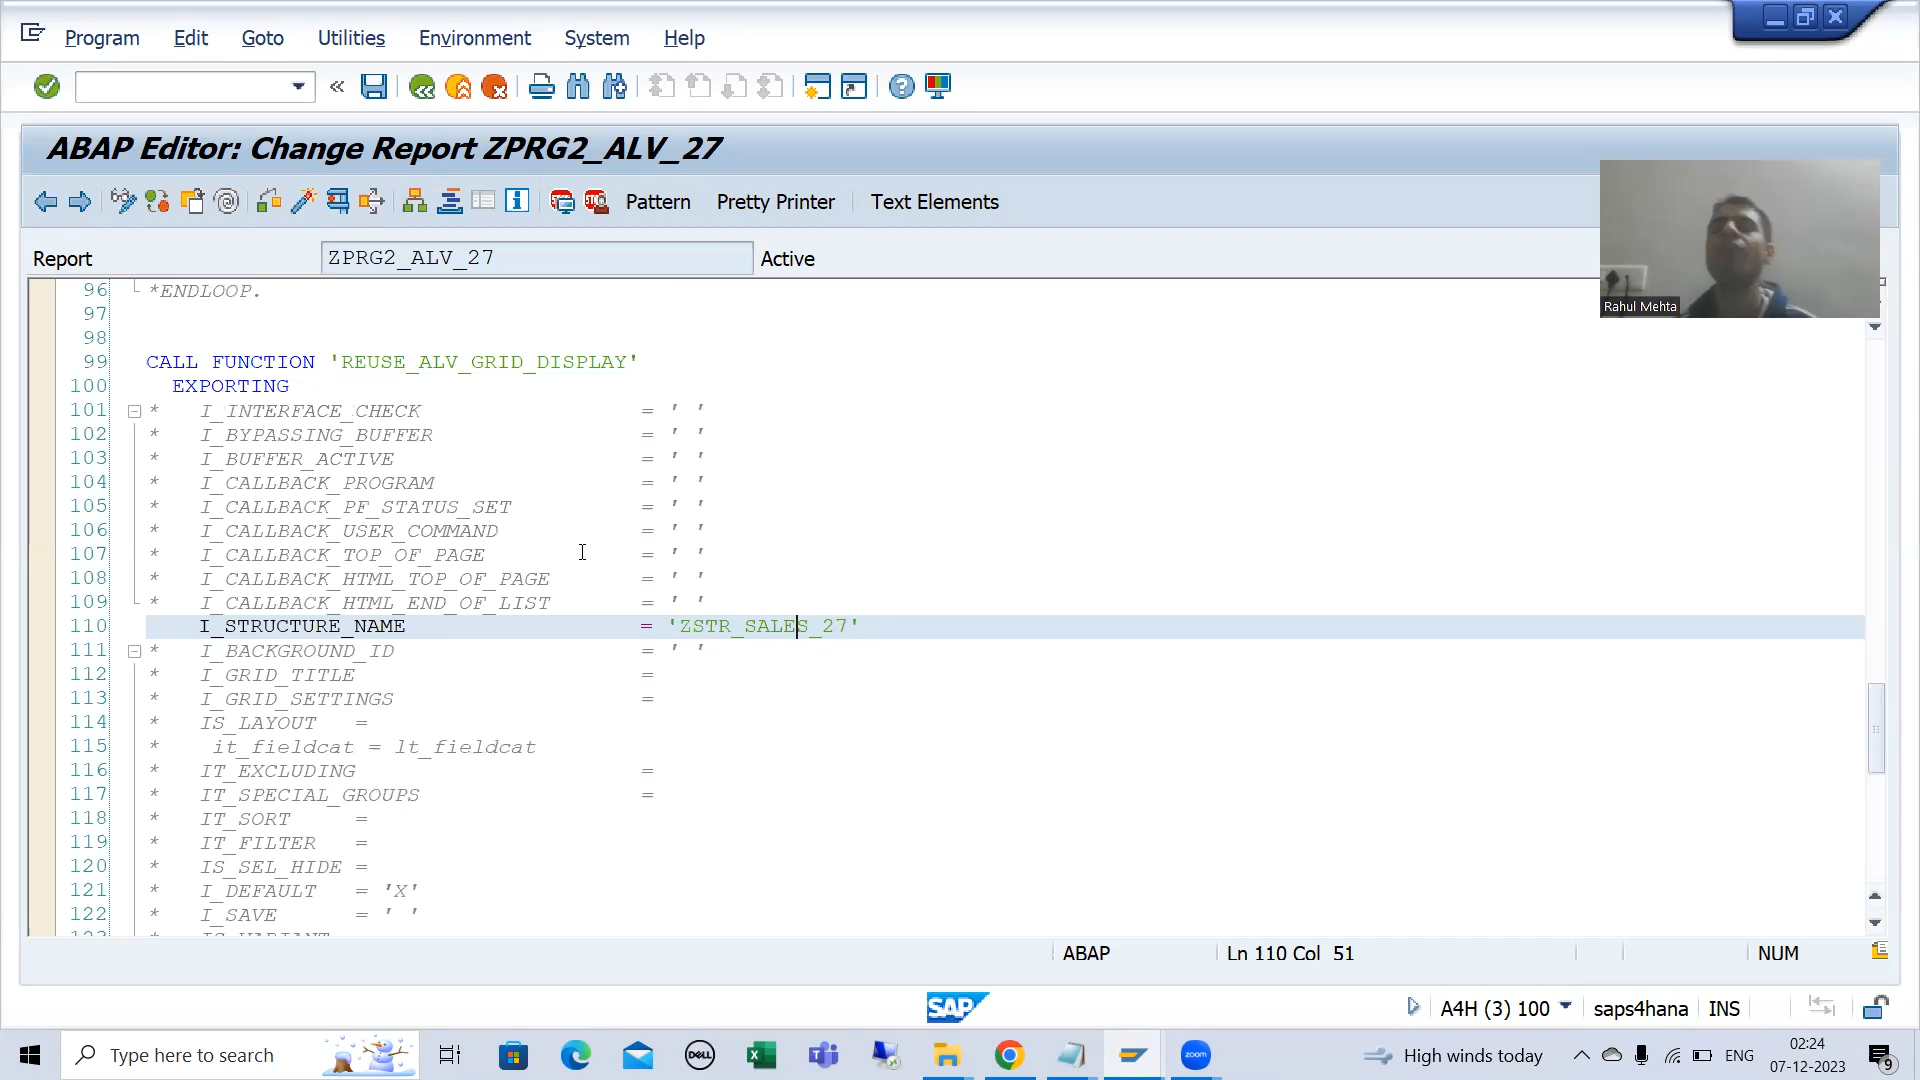 Program Edit Goto Utilities Environment System Help
ABAP Editor: Change Report ZPRG2_ALV_27
Pattern Pretty Printer Text Elements
Report ZPRG2_ALV_27 Active
Rahul Mehta
96 *ENDLOOP.
97
98
99 CALL FUNCTION 'REUSE_ALV_GRID_DISPLAY'
100 EXPORTING
101 * I_INTERFACE_CHECK = ' '
102 * I_BYPASSING_BUFFER = ' '
103 * I_BUFFER_ACTIVE = ' '
104 * I_CALLBACK_PROGRAM = ' '
105 * I_CALLBACK_PF_STATUS_SET = ' '
106 * I_CALLBACK_USER_COMMAND = ' '
107 * I_CALLBACK_TOP_OF_PAGE = ' '
108 * I_CALLBACK_HTML_TOP_OF_PAGE = ' '
109 * I_CALLBACK_HTML_END_OF_LIST = ' '
110 I_STRUCTURE_NAME = 'ZSTR_SALES_27'
111 * I_BACKGROUND_ID = ' '
112 * I_GRID_TITLE =
113 * I_GRID_SETTINGS =
114 * IS_LAYOUT =
115 * it_fieldcat = lt_fieldcat
116 * IT_EXCLUDING =
117 * IT_SPECIAL_GROUPS =
118 * IT_SORT =
119 * IT_FILTER =
120 * IS_SEL_HIDE =
121 * I_DEFAULT = 'X'
122 * I_SAVE = ' '
ABAP Ln 110 Col 51 NUM
SAP A4H (3) 100 saps4hana INS
Type here to search DELL zoom High winds today ENG 02:24
07-12-2023 9